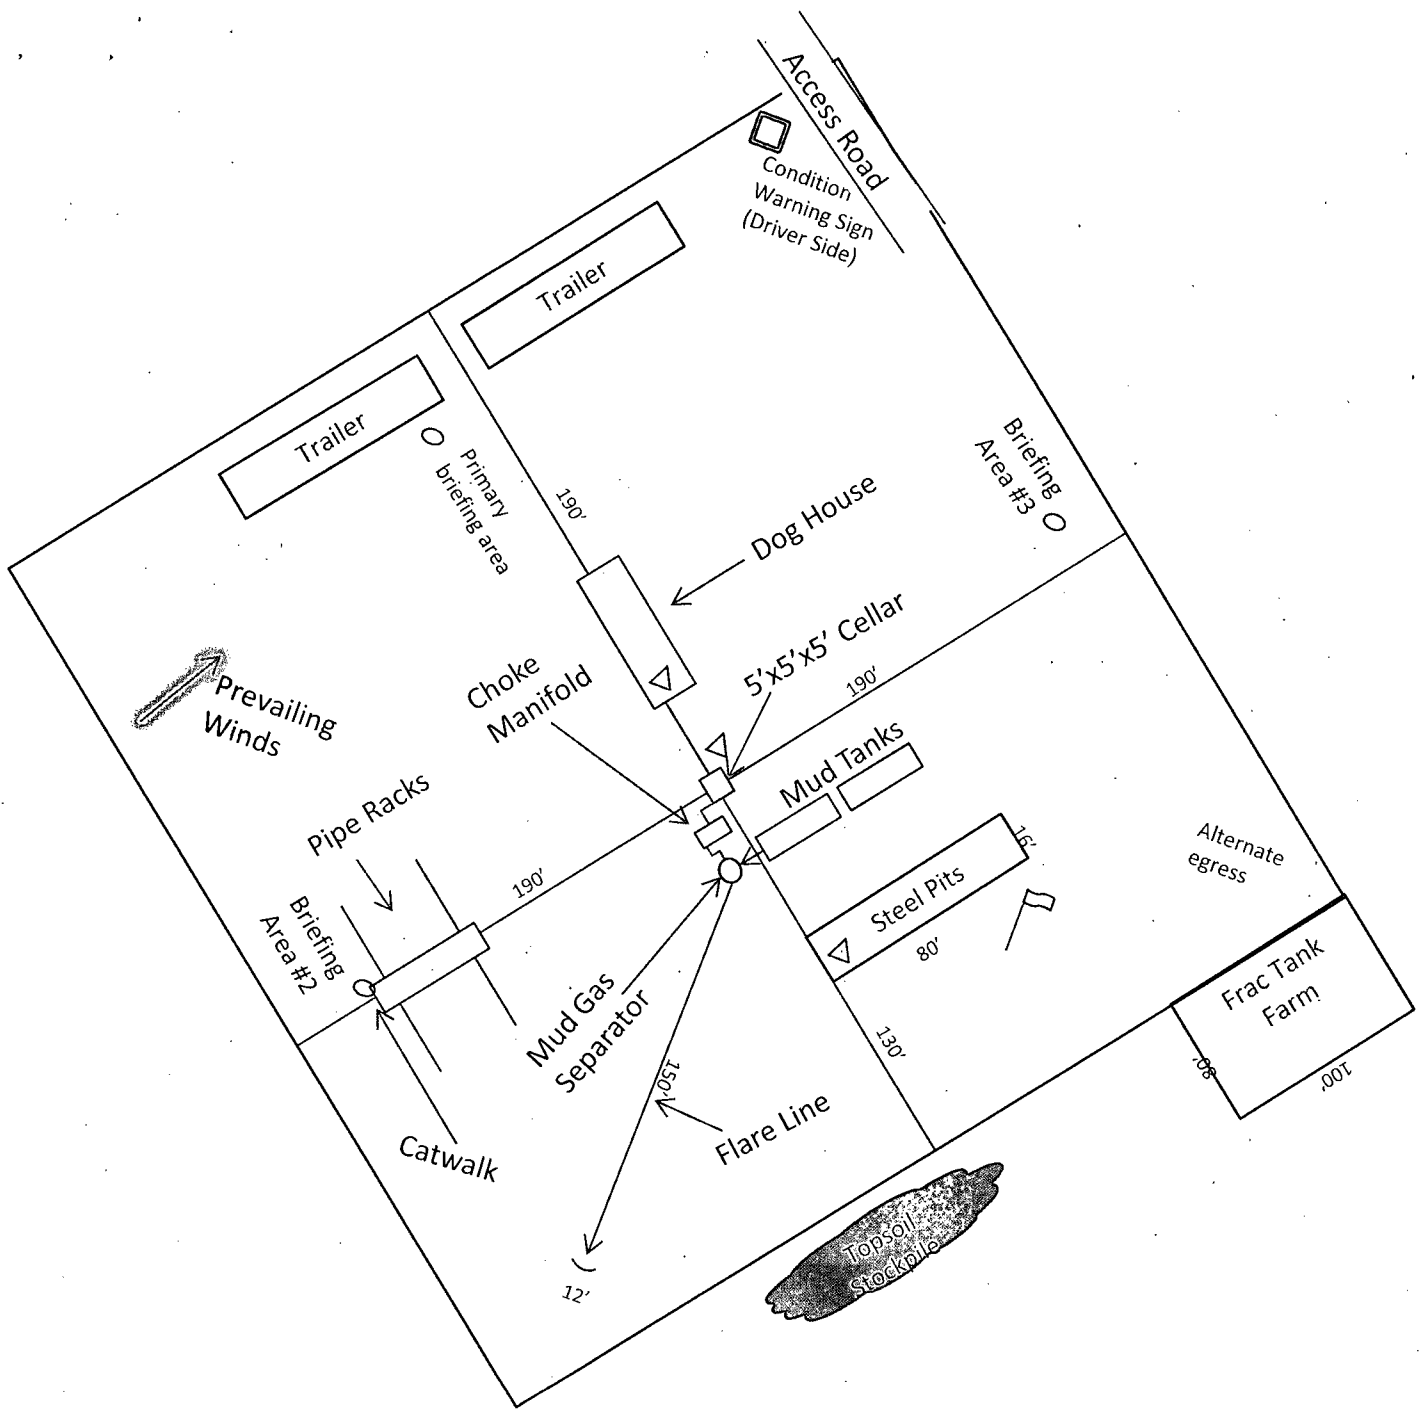 Access Road
Condition
Warning Sign
(Driver Side)
Trailer
Trailer
Primary
briefing area
190’
Briefing
Area #3
Dog House
5’x5’x5’ Cellar
190’
Choke
Manifold
Prevailing
Winds
Mud Tanks
Pipe Racks
190’
16’
Steel Pits
80’
Alternate
egress
Briefing
Area #2
Frac Tank
Farm
80’
100’
Mud Gas
Separator
130’
150’
Flare Line
Catwalk
12’
Topsoil
Stockpile